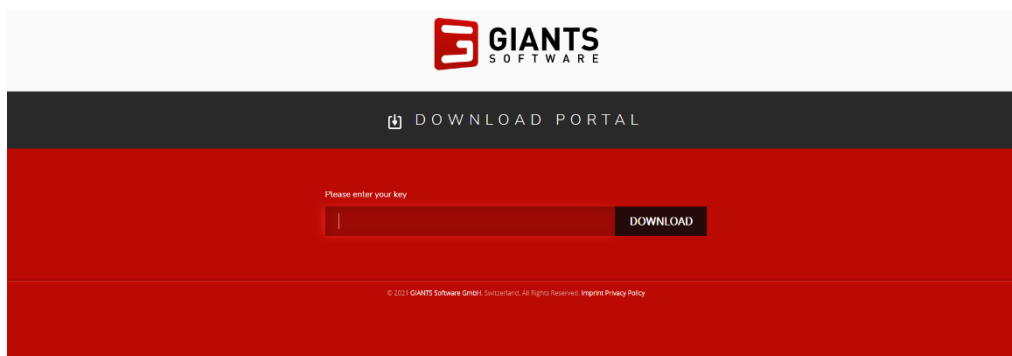 GIANTS
SOFTWARE
DOWNLOAD PORTAL
Please enter your key
DOWNLOAD
© 2021 GIANTS Software GmbH, Switzerland, All Rights Reserved. Imprint Privacy Policy